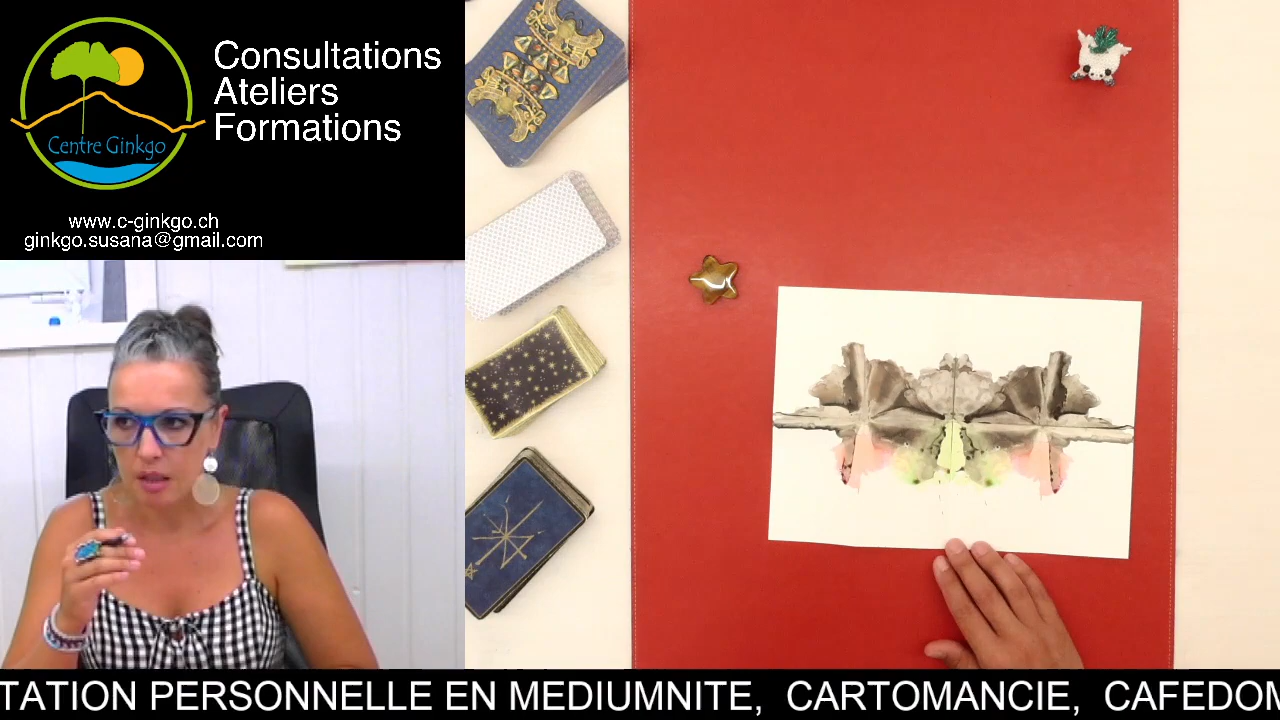 Consultations
Ateliers
Formations
Centre Ginkgo
www.c-ginkgo.ch
ginkgo.susana@gmail.com
TATION PERSONNELLE EN MEDIUMNITE, CARTOMANCIE, CAFEDOM